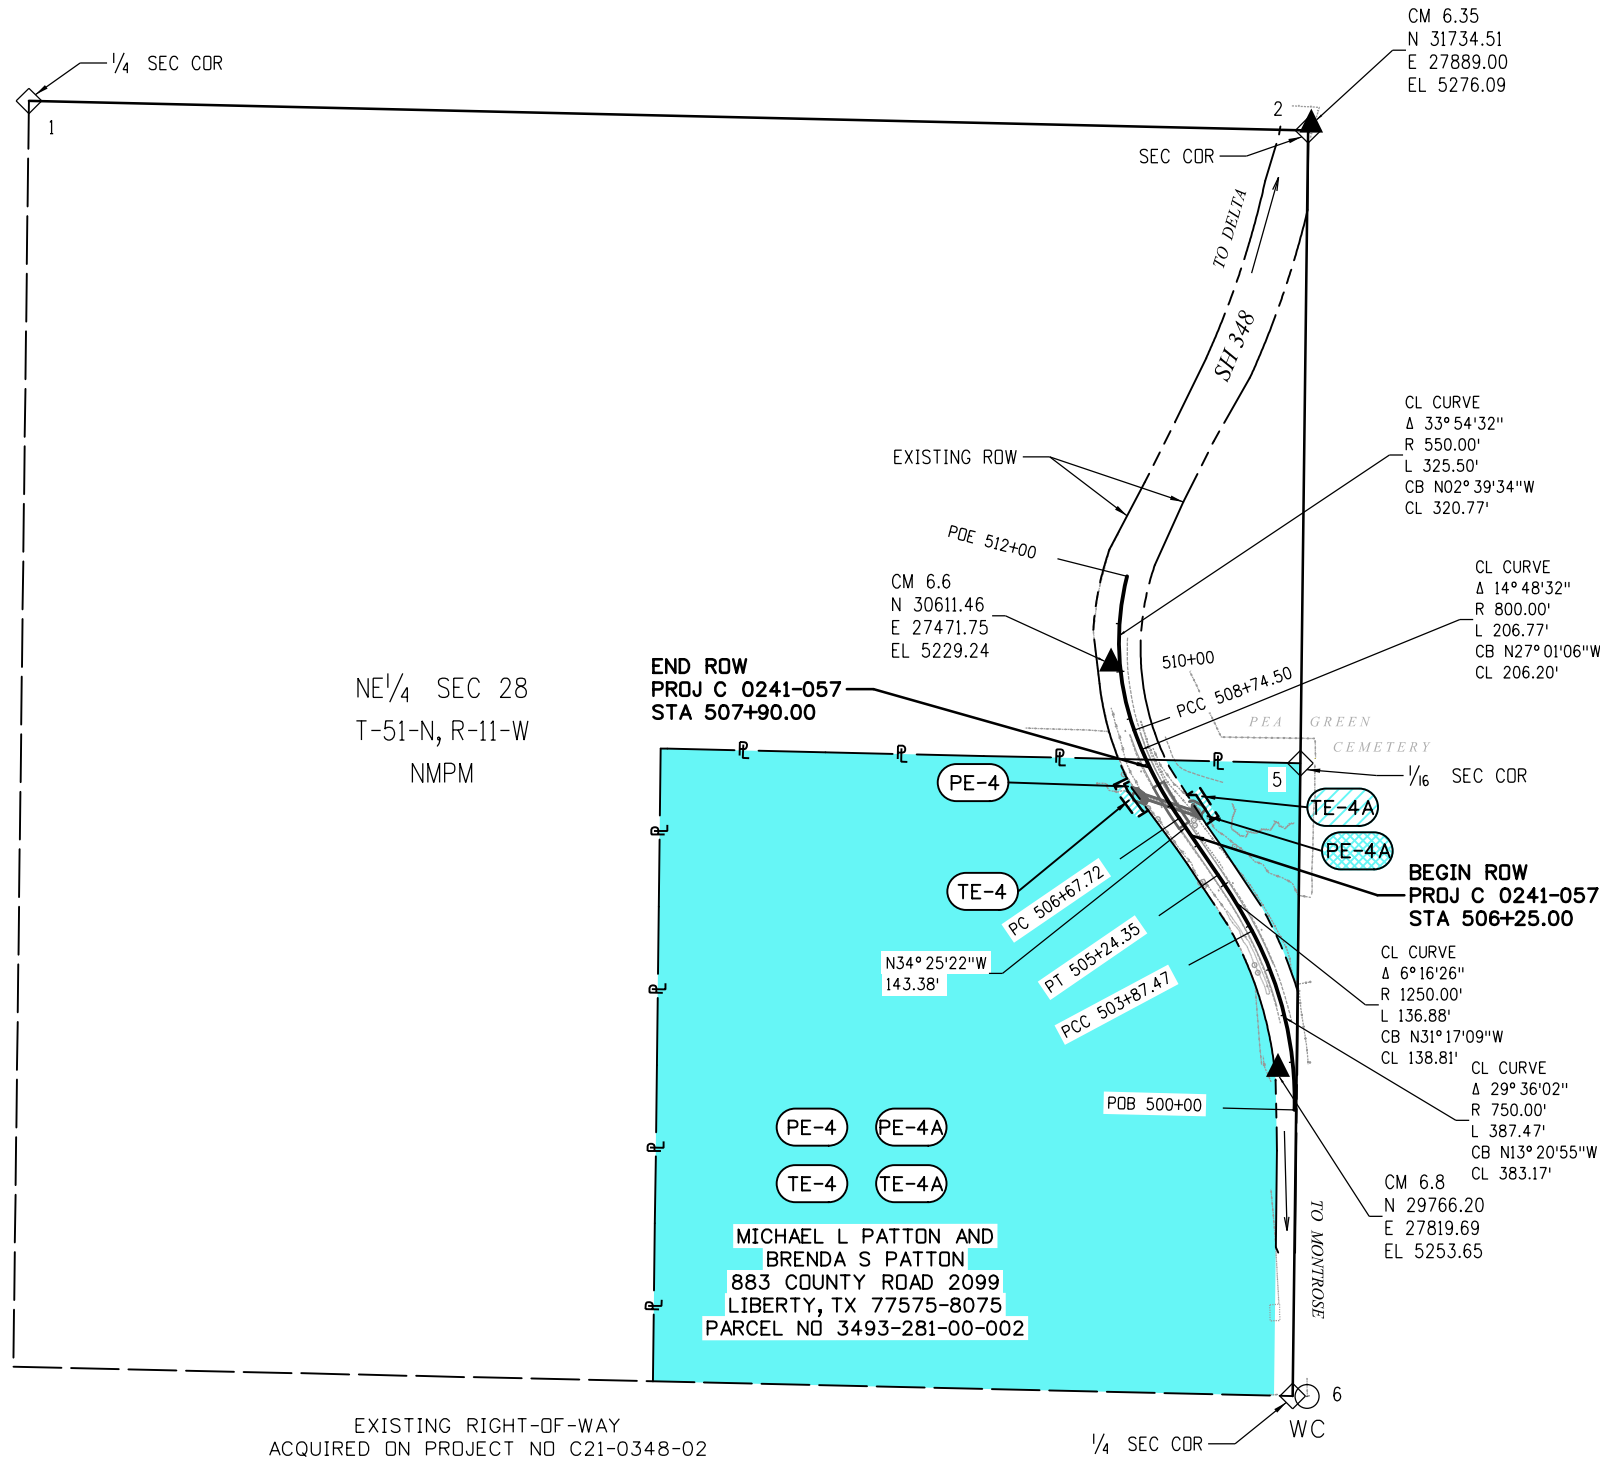 CM 6.35
N 31734.51
E 27889.00
EL 5276.09
1/4 SEC COR
1
2
SEC COR
TO DELTA
SH 348
CL CURVE
Δ 33°54'32"
R 550.00'
L 325.50'
CB N02°39'34"W
CL 320.77'
EXISTING ROW
POE 512+00
CM 6.6
N 30611.46
E 27471.75
EL 5229.24
CL CURVE
Δ 14°48'32"
R 800.00'
L 206.77'
CB N27°01'06"W
CL 206.20'
510+00
PCC 508+74.50
END ROW
PROJ C 0241-057
STA 507+90.00
NE1/4 SEC 28
T-51-N, R-11-W
NMPM
PEA GREEN
CEMETERY
PL
PL
PL
PL
5
1/16 SEC COR
PE-4
TE-4A
PL
PE-4A
TE-4
BEGIN ROW
PROJ C 0241-057
STA 506+25.00
PC 506+67.72
N34°25'22"W
143.38'
PT 505+24.35
PCC 503+87.47
PL
CL CURVE
Δ 6°16'26"
R 1250.00'
L 136.88'
CB N31°17'09"W
CL 138.81'
CL CURVE
Δ 29°36'02"
R 750.00'
L 387.47'
CB N13°20'55"W
CL 383.17'
POB 500+00
PE-4 PE-4A
PL
TE-4 TE-4A
CM 6.8
N 29766.20
E 27819.69
EL 5253.65
TO MONTROSE
MICHAEL L PATTON AND
BRENDA S PATTON
883 COUNTY ROAD 2099
LIBERTY, TX 77575-8075
PARCEL NO 3493-281-00-002
PL
6
WC
1/4 SEC COR
EXISTING RIGHT-OF-WAY
ACQUIRED ON PROJECT NO C21-0348-02